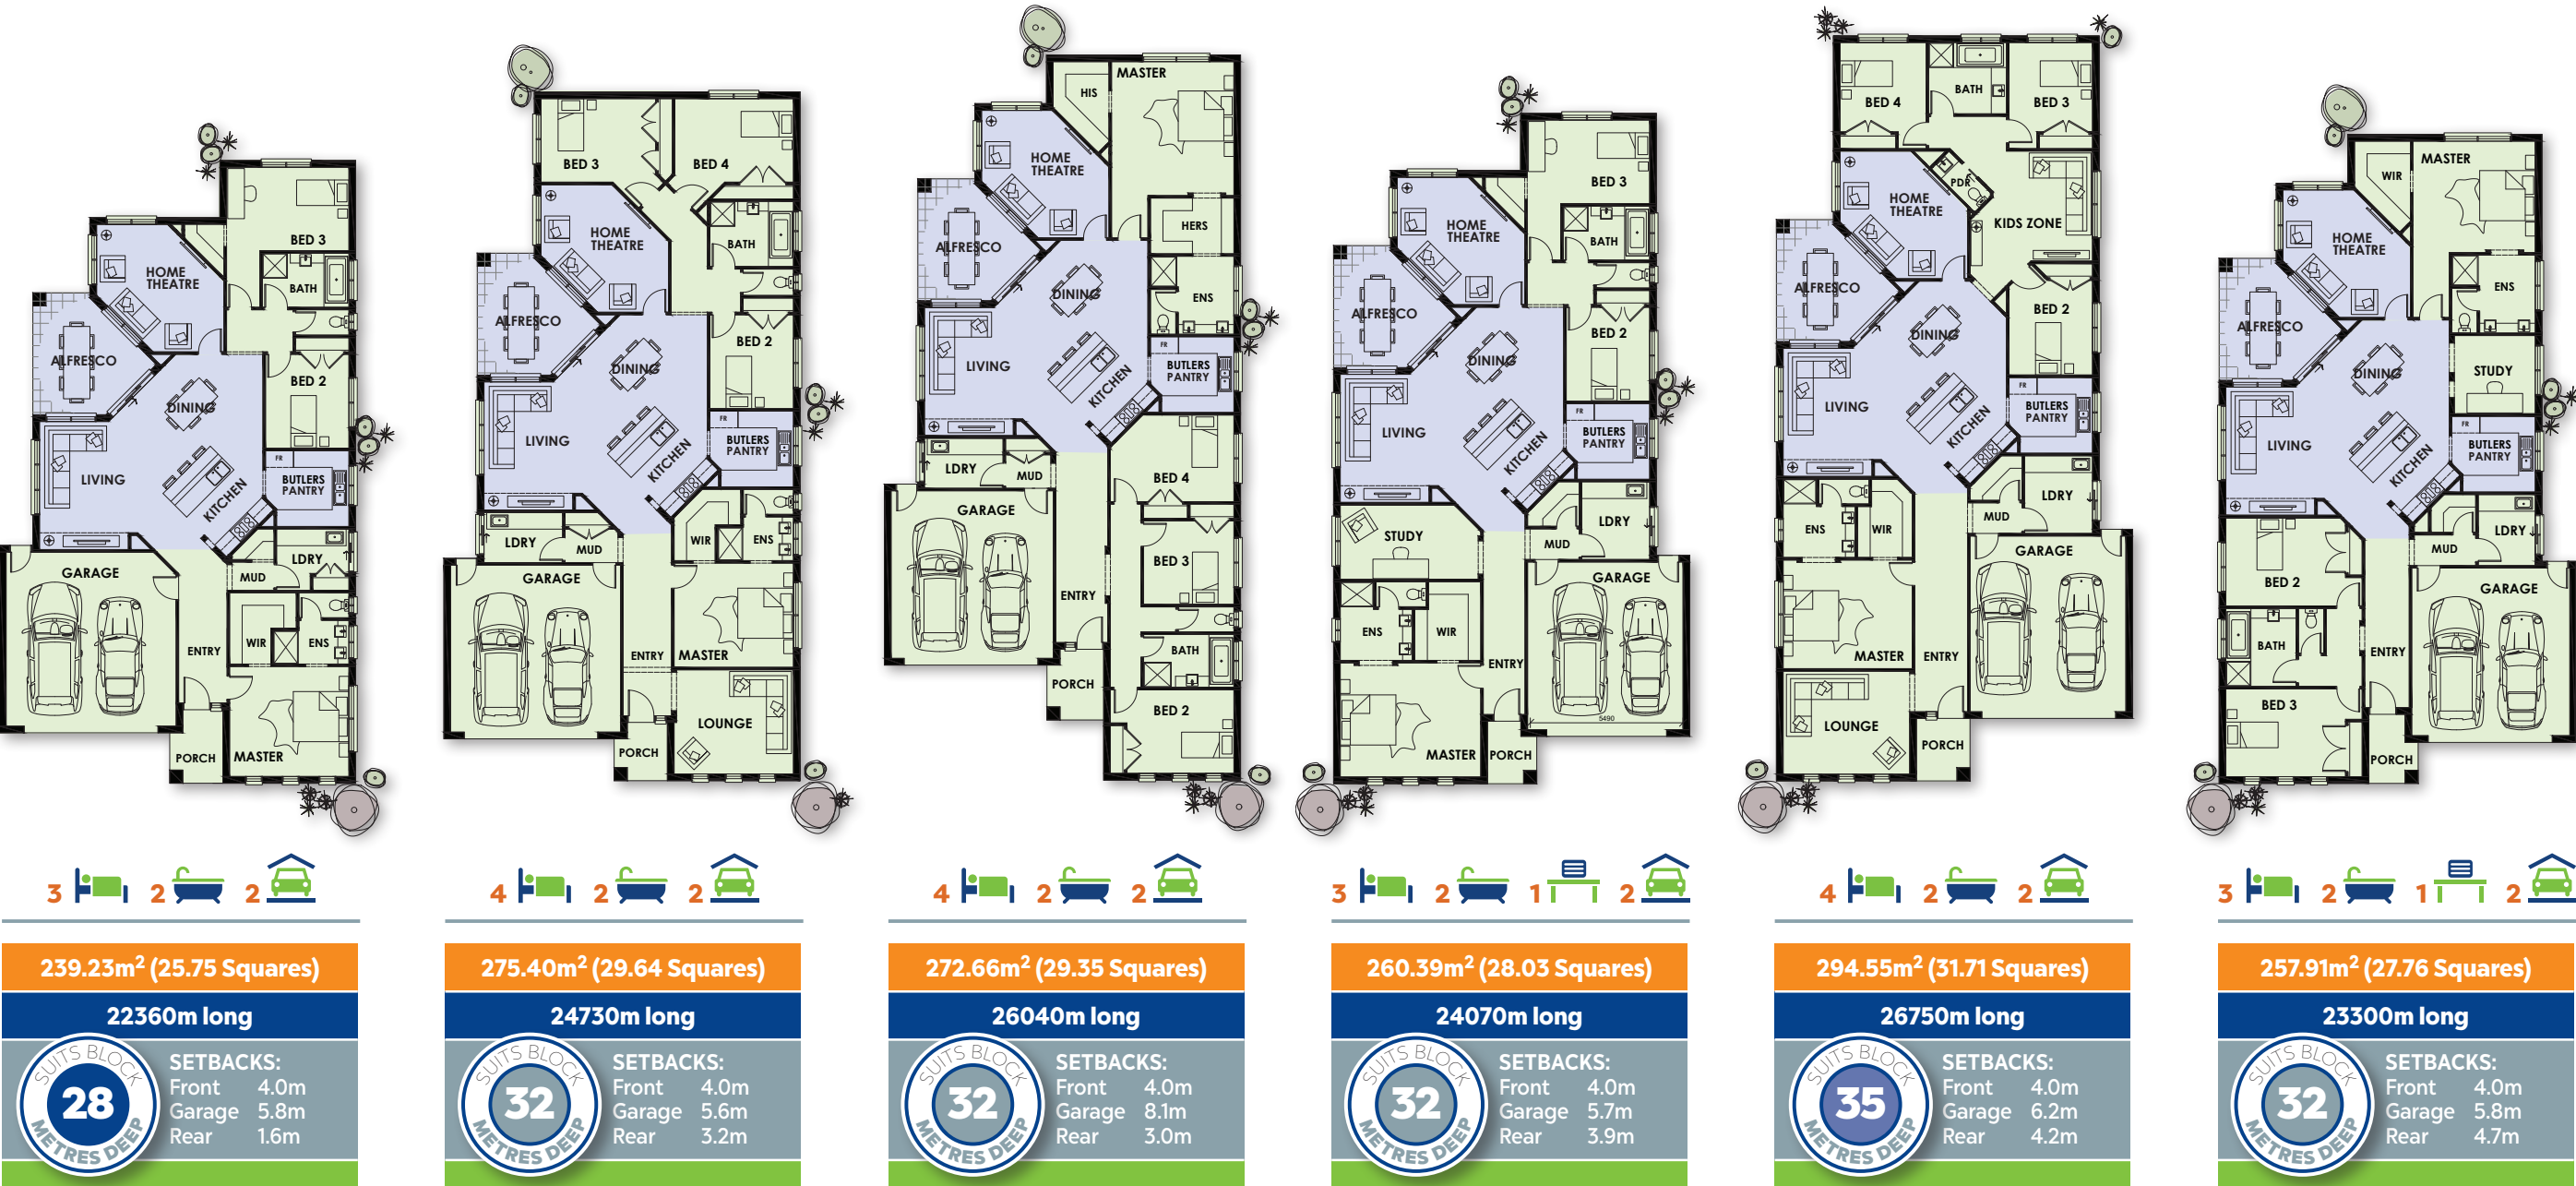 BED 3
BATH
HOME
THEATRE
ALFRESCO
BED 2
DINING
LIVING
FR
BUTLERS
PANTRY
KITCHEN
GARAGE
LDRY
MUD
WIR
ENS
ENTRY
PORCH
MASTER
3 2 2
239.23m² (25.75 Squares)
22360m long
SUITS BLOCK
28
METRES DEEP
SETBACKS:
Front 4.0m
Garage 5.8m
Rear 1.6m
BED 3
BED 4
HOME
THEATRE
BATH
ALFRESCO
BED 2
DINING
LIVING
FR
BUTLERS
PANTRY
KITCHEN
LDRY
MUD
WIR
ENS
GARAGE
ENTRY
MASTER
LOUNGE
PORCH
4 2 2
275.40m² (29.64 Squares)
24730m long
SUITS BLOCK
32
METRES DEEP
SETBACKS:
Front 4.0m
Garage 5.6m
Rear 3.2m
MASTER
HIS
HOME
THEATRE
HERS
ALFRESCO
DINING
ENS
LIVING
FR
BUTLERS
PANTRY
KITCHEN
LDRY
MUD
BED 4
GARAGE
BED 3
ENTRY
BATH
PORCH
BED 2
4 2 2
272.66m² (29.35 Squares)
26040m long
SUITS BLOCK
32
METRES DEEP
SETBACKS:
Front 4.0m
Garage 8.1m
Rear 3.0m
BED 3
HOME
THEATRE
BATH
ALFRESCO
BED 2
DINING
LIVING
FR
BUTLERS
PANTRY
KITCHEN
STUDY
LDRY
MUD
GARAGE
ENS
WIR
ENTRY
5490
MASTER
PORCH
3 2 1 2
260.39m² (28.03 Squares)
24070m long
SUITS BLOCK
32
METRES DEEP
SETBACKS:
Front 4.0m
Garage 5.7m
Rear 3.9m
BED 4
BATH
BED 3
PDR
HOME
THEATRE
KIDS ZONE
ALFRESCO
BED 2
DINING
LIVING
FR
BUTLERS
PANTRY
KITCHEN
LDRY
MUD
ENS
WIR
GARAGE
MASTER
ENTRY
LOUNGE
PORCH
4 2 2
294.55m² (31.71 Squares)
26750m long
SUITS BLOCK
35
METRES DEEP
SETBACKS:
Front 4.0m
Garage 6.2m
Rear 4.2m
MASTER
WIR
HOME
THEATRE
ENS
ALFRESCO
STUDY
DINING
LIVING
FR
BUTLERS
PANTRY
KITCHEN
LDRY
MUD
BED 2
GARAGE
BATH
ENTRY
BED 3
PORCH
3 2 1 2
257.91m² (27.76 Squares)
23300m long
SUITS BLOCK
32
METRES DEEP
SETBACKS:
Front 4.0m
Garage 5.8m
Rear 4.7m